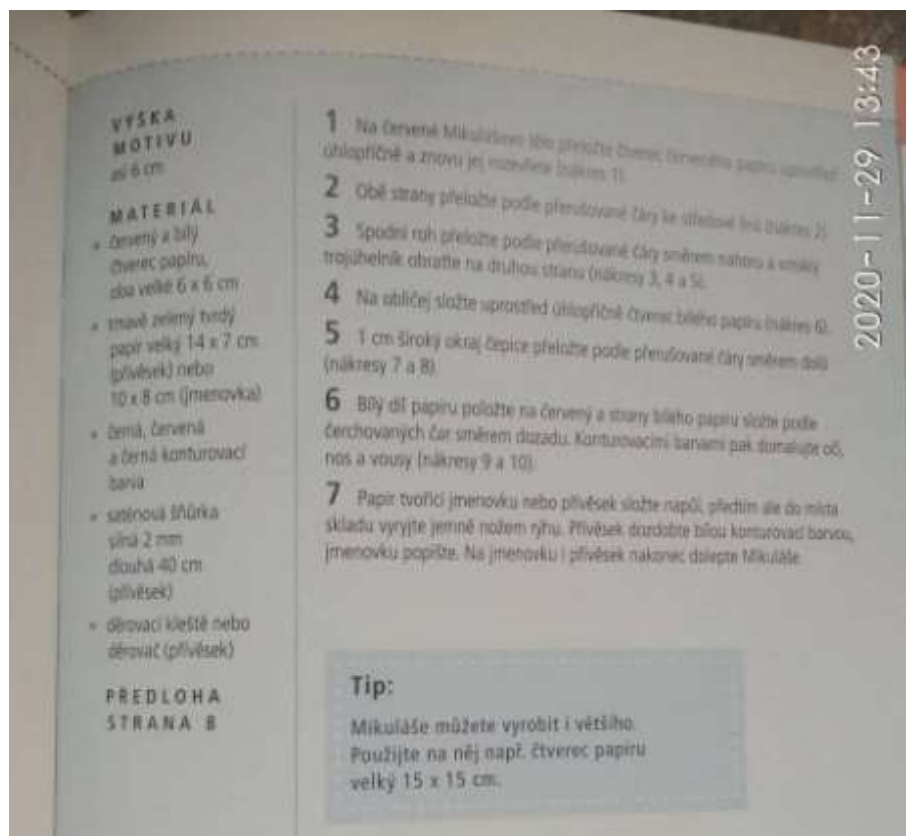 VÝŠKA
MOTIVU
asi 6 cm
MATERIÁL
• červený a bílý
čtverec papíru,
oba velké 6 x 6 cm
• tmavě zelený tvrdý
papír velký 14 x 7 cm
(přívěsek) nebo
10 x 8 cm (jmenovka)
• černá, červená
a černá konturovací
barva
• saténová šňůrka
silná 2 mm
dlouhá 40 cm
(přívěsek)
• děrovací kleště nebo
děrovač (přívěsek)
PŘEDLOHA
STRANA B
1 Na červené Mikulášovo tělo přeložte čtverec červeného papíru uprostřed
úhlopříčně a znovu jej rozevřete (nákres 1).
2 Obě strany přeložte podle přerušované čáry ke středové linii (nákres 2).
3 Spodní roh přeložte podle přerušované čáry směrem nahoru a vzniklý
trojúhelník obraťte na druhou stranu (nákresy 3, 4 a 5).
4 Na obličej složte uprostřed úhlopříčně čtverec bílého papíru (nákres 6).
5 1 cm široký okraj čepice přeložte podle přerušované čáry směrem dolů
(nákresy 7 a 8).
6 Bílý díl papíru položte na červený a strany bílého papíru složte podle
čerchovaných čar směrem dozadu. Konturovacími barvami pak domalujte oči,
nos a vousy (nákresy 9 a 10).
7 Papír tvořící jmenovku nebo přívěsek složte napůl, předtím ale do místa
skladu vyryjte jemně nožem rýhu. Přívěsek dozdobte bílou konturovací barvou,
jmenovku popište. Na jmenovku i přívěsek nakonec dolepte Mikuláše.
Tip:
Mikuláše můžete vyrobit i většího.
Použijte na něj např. čtverec papíru
velký 15 x 15 cm.
2020-11-29 13:43